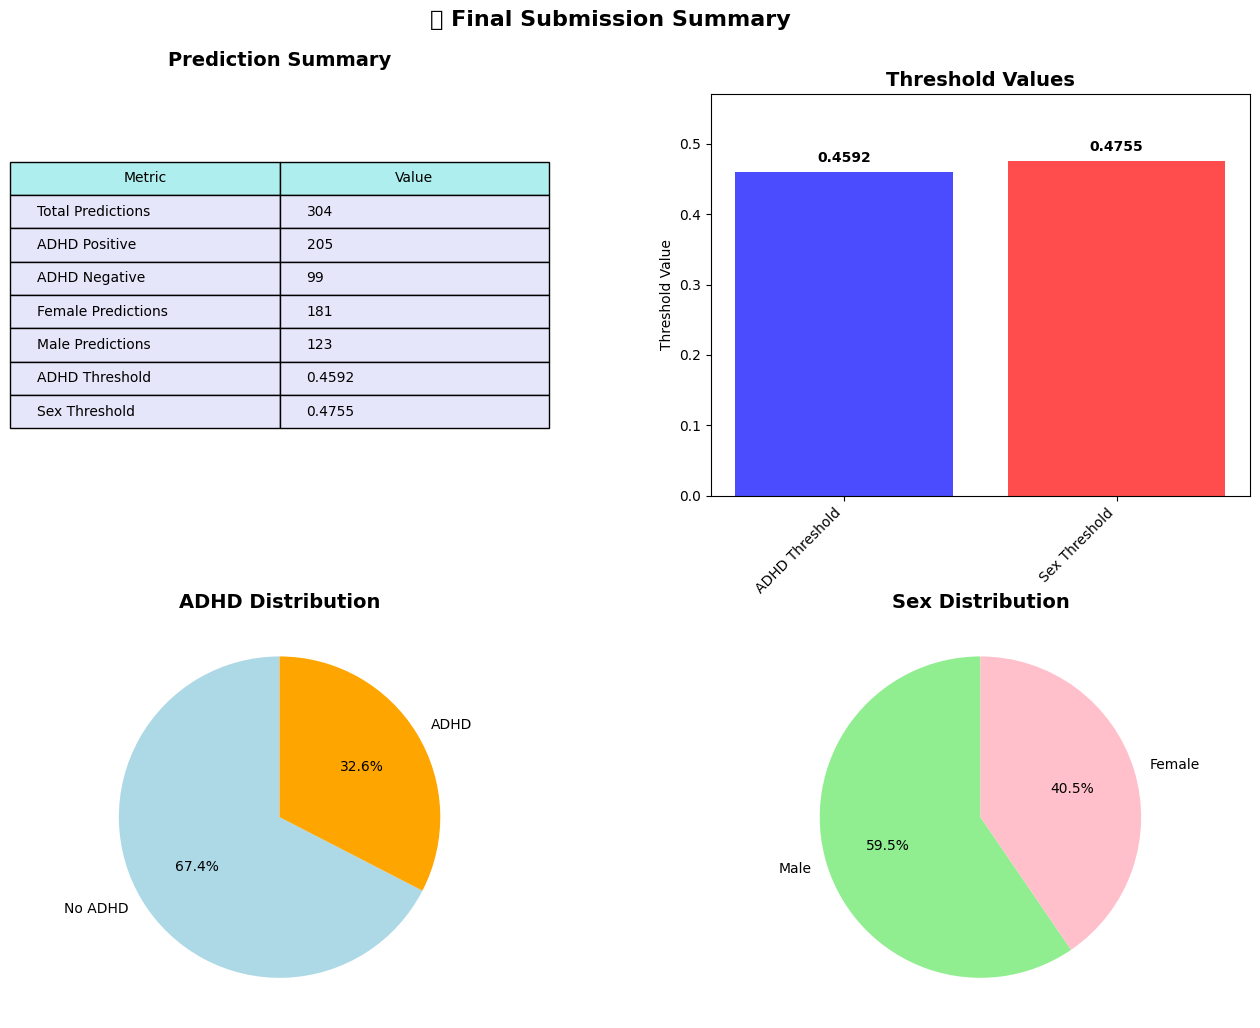 Final Submission Summary
Prediction Summary
Metric Value
Total Predictions 304
ADHD Positive 205
ADHD Negative 99
Female Predictions 181
Male Predictions 123
ADHD Threshold 0.4592
Sex Threshold 0.4755
Threshold Values
Threshold Value
0.5
0.4
0.3
0.2
0.1
0.0
0.4592
0.4755
ADHD Threshold
Sex Threshold
ADHD Distribution
ADHD
32.6%
67.4%
No ADHD
Sex Distribution
Female
40.5%
59.5%
Male